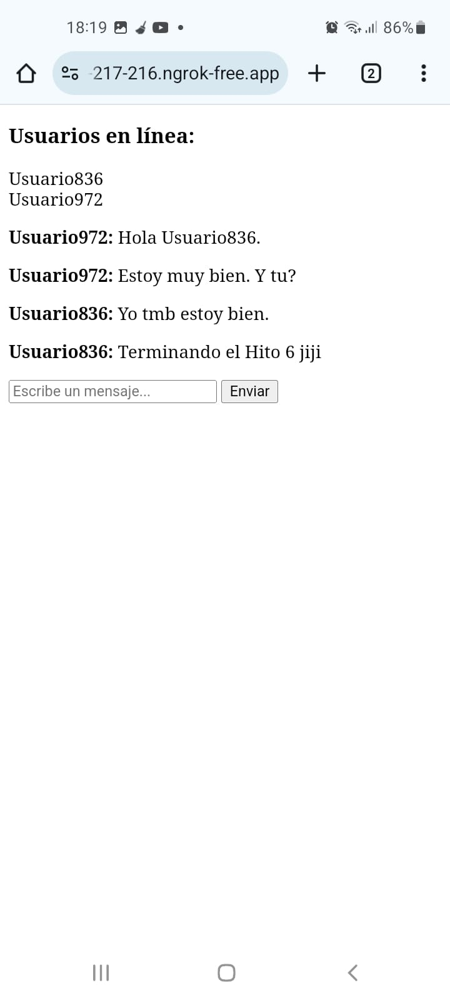 18:19
86%
-217-216.ngrok-free.app
2
Usuarios en línea:
Usuario836
Usuario972
Usuario972: Hola Usuario836.
Usuario972: Estoy muy bien. Y tu?
Usuario836: Yo tmb estoy bien.
Usuario836: Terminando el Hito 6 jiji
Escribe un mensaje...
Enviar